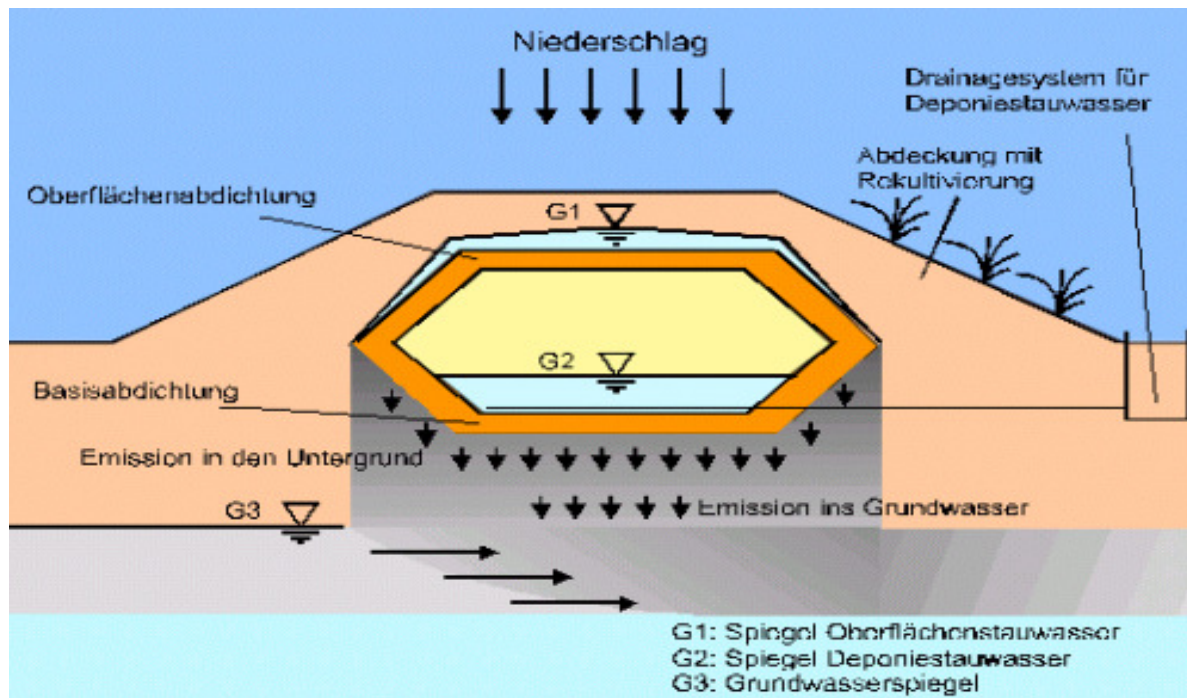 Niederschlag
Drainagesystem für
Deponiestauwasser
Abdeckung mit
Rekultivierung
Oberflächenabdichtung
G1
G2
Basisabdichtung
Emission in den Untergrund
G3
Emission ins Grundwasser
G1: Spiegel Oberflächenstauwasser
G2: Spiegel Deponiestauwasser
G3: Grundwasserspiegel